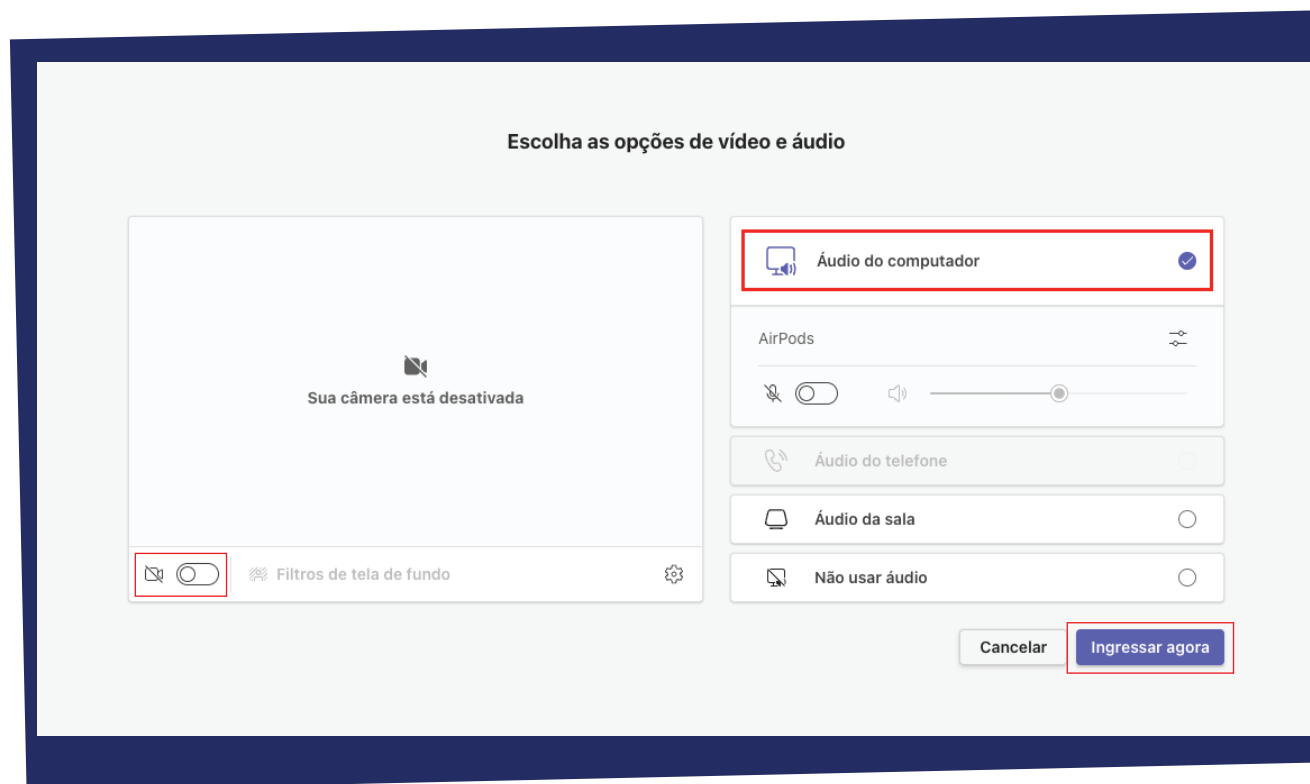 Escolha as opções de vídeo e áudio
Sua câmera está desativada
Filtros de tela de fundo
Áudio do computador
AirPods
Áudio do telefone
Áudio da sala
Não usar áudio
Cancelar
Ingressar agora